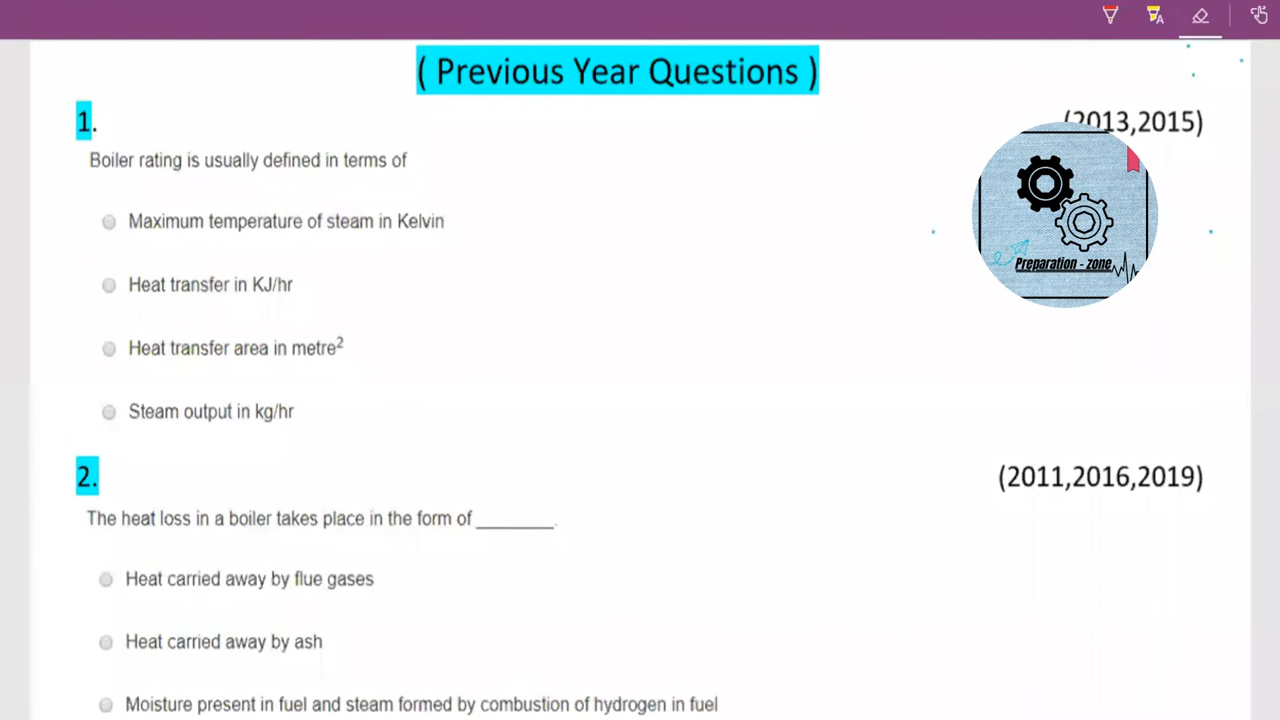 ( Previous Year Questions )
1.
(2013,2015)
Boiler rating is usually defined in terms of
Maximum temperature of steam in Kelvin
Heat transfer in KJ/hr
Heat transfer area in metre²
Steam output in kg/hr
Preparation - zone
2.
(2011,2016,2019)
The heat loss in a boiler takes place in the form of ________.
Heat carried away by flue gases
Heat carried away by ash
Moisture present in fuel and steam formed by combustion of hydrogen in fuel